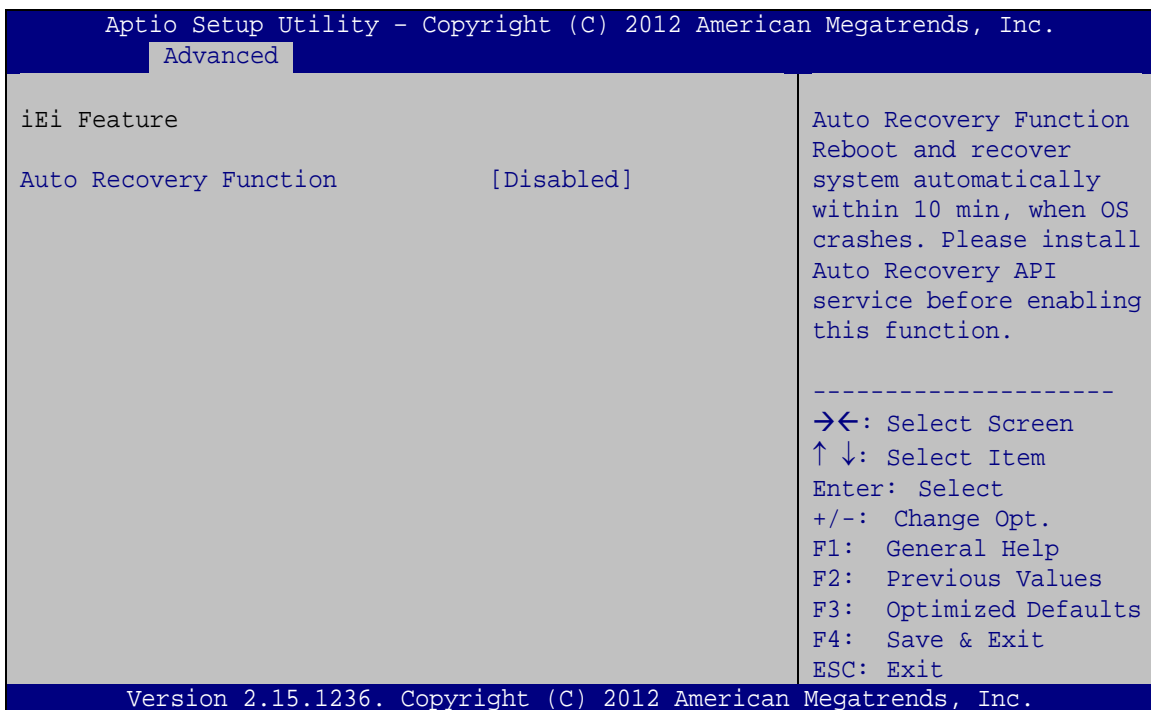 Aptio Setup Utility – Copyright (C) 2012 American Megatrends, Inc.
Advanced
iEi Feature
Auto Recovery Function [Disabled]
Auto Recovery Function
Reboot and recover
system automatically
within 10 min, when OS
crashes. Please install
Auto Recovery API
service before enabling
this function.
---------------------
→←: Select Screen
↑ ↓: Select Item
Enter: Select
+/-: Change Opt.
F1: General Help
F2: Previous Values
F3: Optimized Defaults
F4: Save & Exit
ESC: Exit
Version 2.15.1236. Copyright (C) 2012 American Megatrends, Inc.